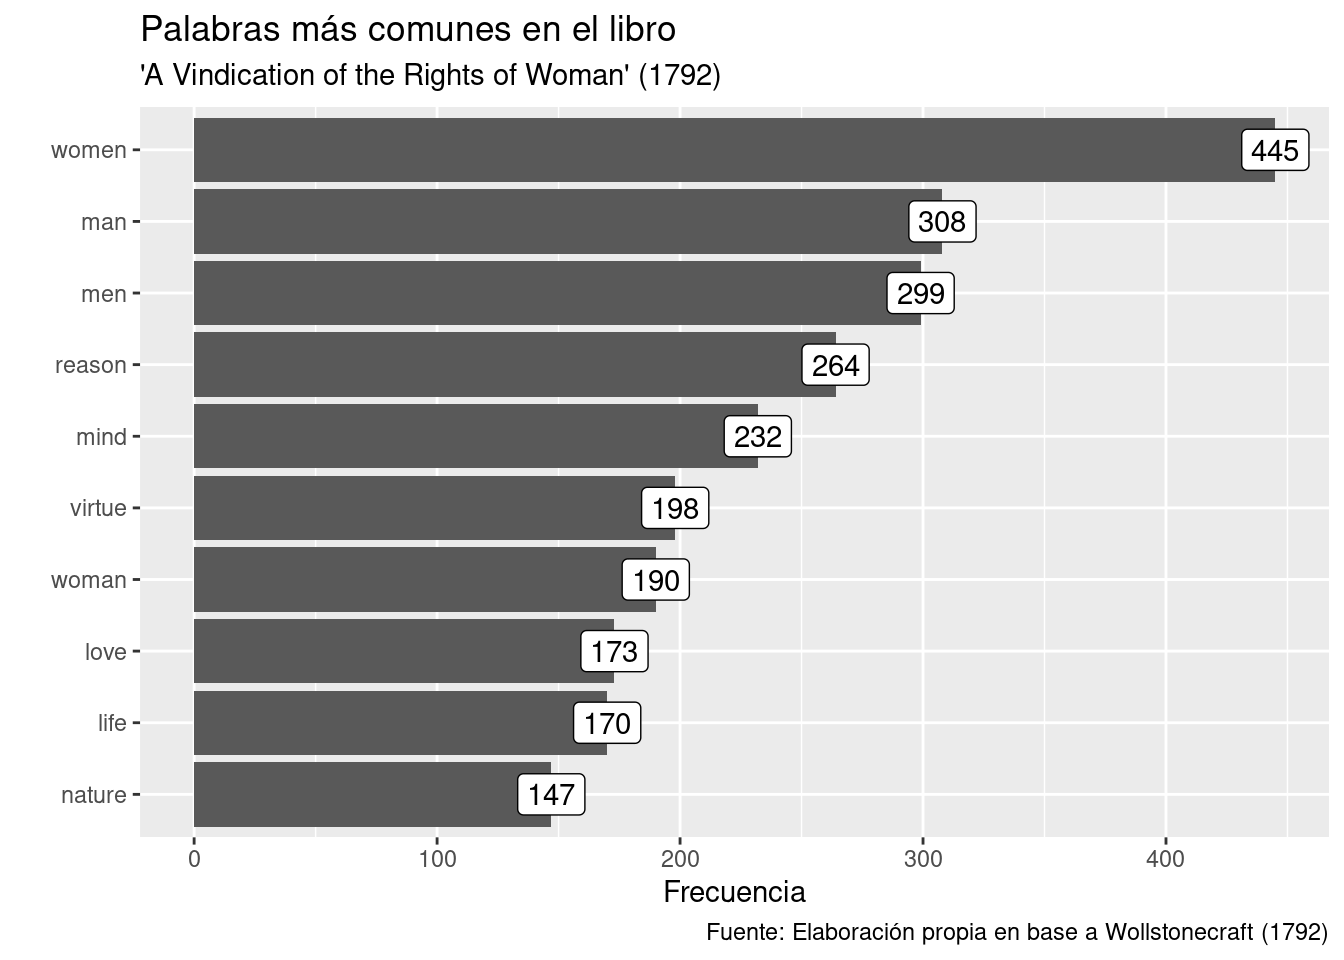 Palabras más comunes en el libro
'A Vindication of the Rights of Woman' (1792)
women 445
man 308
men 299
reason 264
mind 232
virtue 198
woman 190
love 173
life 170
nature 147
0 100 200 300 400
Frecuencia
Fuente: Elaboración propia en base a Wollstonecraft (1792)